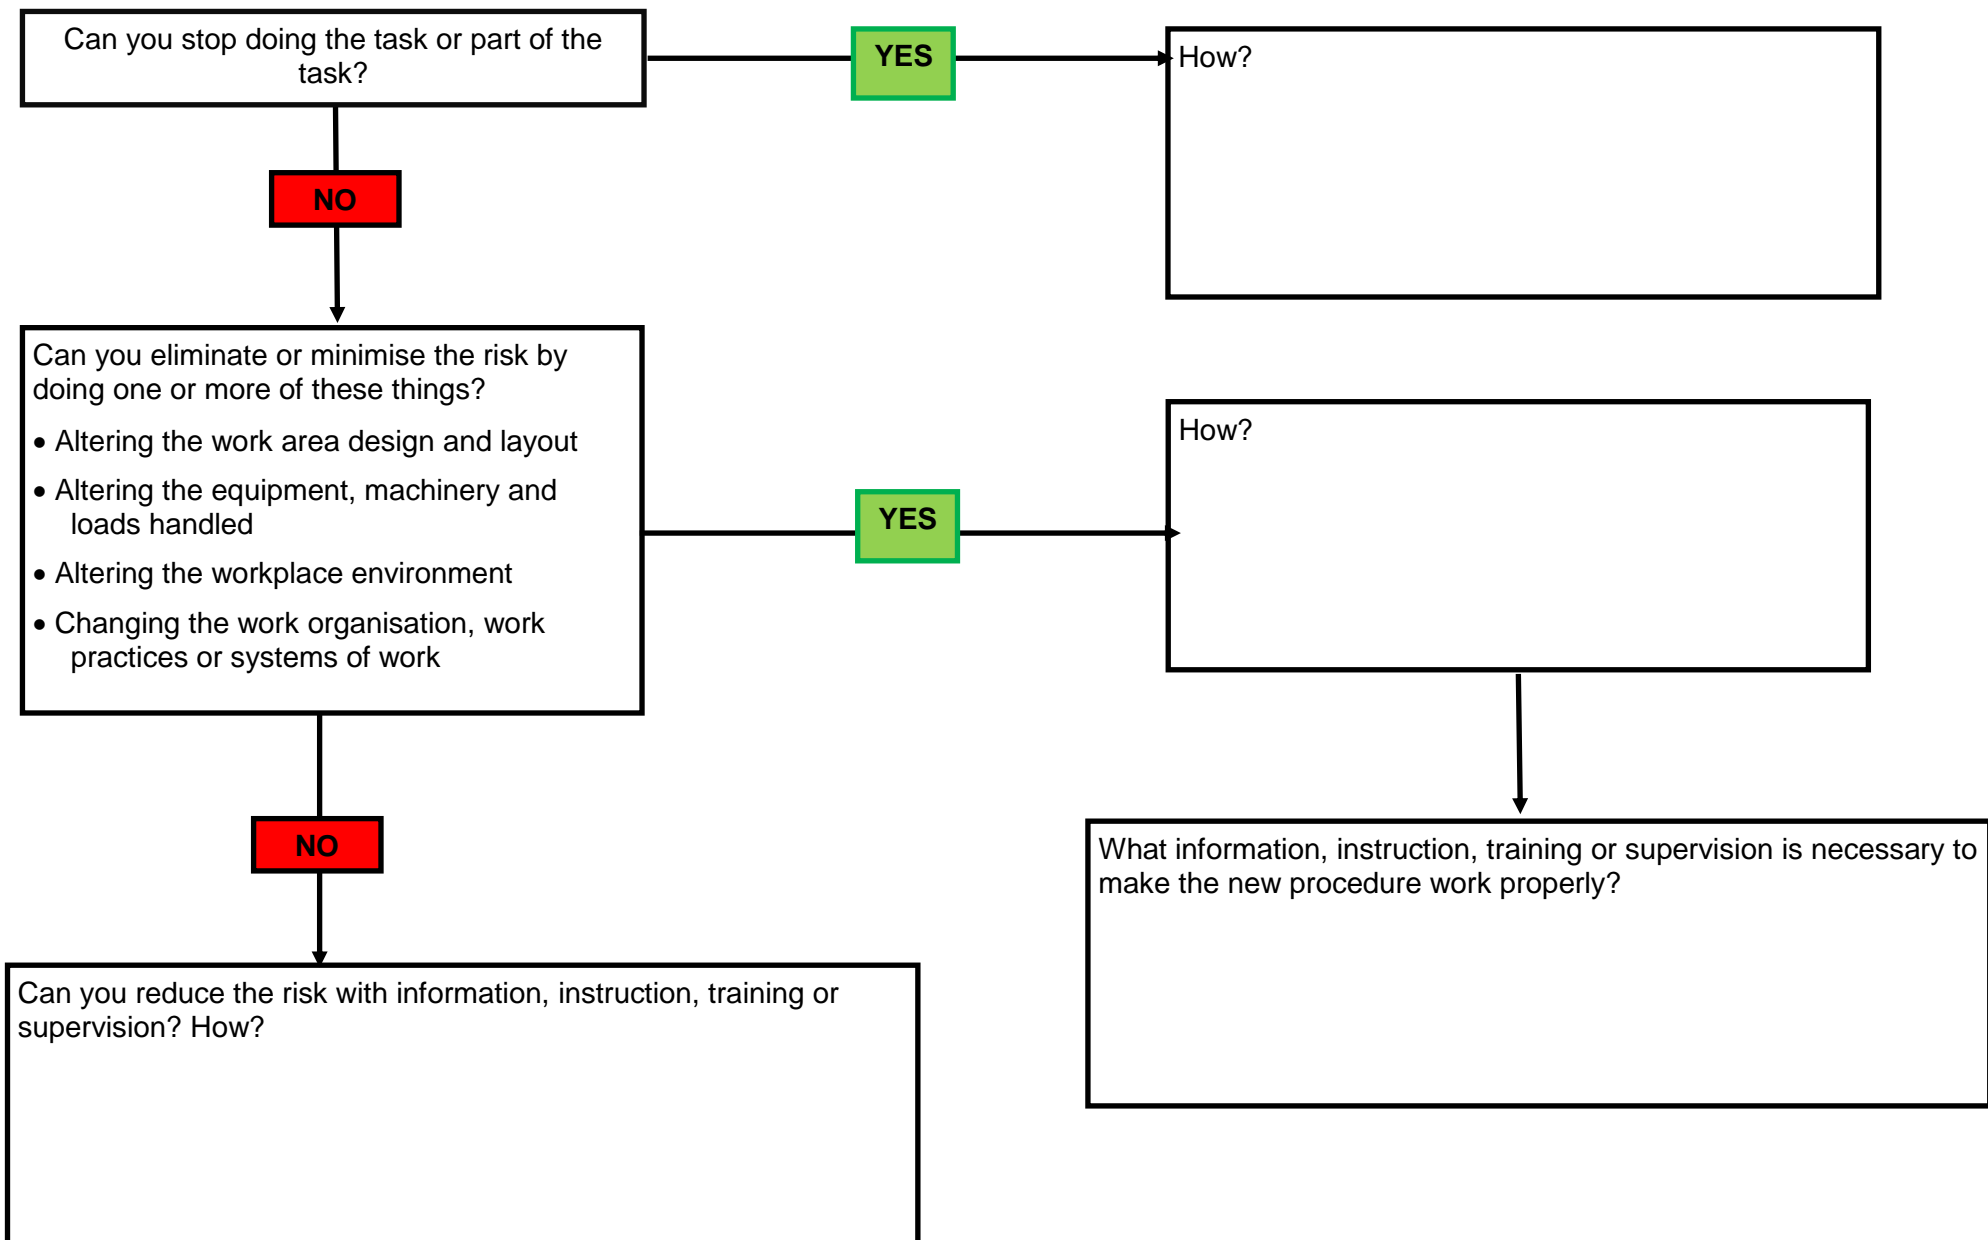 Can you stop doing the task or part of the
task?
YES
How?
NO
Can you eliminate or minimise the risk by
doing one or more of these things?
• Altering the work area design and layout
• Altering the equipment, machinery and
loads handled
• Altering the workplace environment
• Changing the work organisation, work
practices or systems of work
YES
How?
NO
What information, instruction, training or supervision is necessary to
make the new procedure work properly?
Can you reduce the risk with information, instruction, training or
supervision? How?